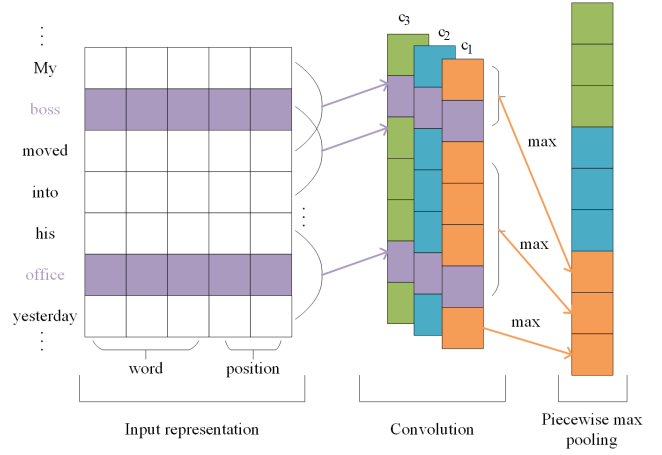 My
boss
moved
into
his
office
yesterday
word
position
Input representation
c3
c2
c1
Convolution
max
max
max
Piecewise max
pooling